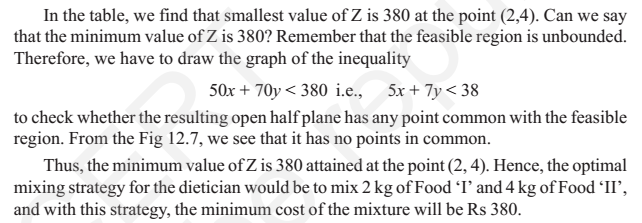 In the table, we find that smallest value of Z is 380 at the point (2,4). Can we say
that the minimum value of Z is 380? Remember that the feasible region is unbounded.
Therefore, we have to draw the graph of the inequality
50x + 70y < 380 i.e., 5x + 7y < 38
to check whether the resulting open half plane has any point common with the feasible
region. From the Fig 12.7, we see that it has no points in common.
Thus, the minimum value of Z is 380 attained at the point (2, 4). Hence, the optimal
mixing strategy for the dietician would be to mix 2 kg of Food ‘I’ and 4 kg of Food ‘II’,
and with this strategy, the minimum cost of the mixture will be Rs 380.